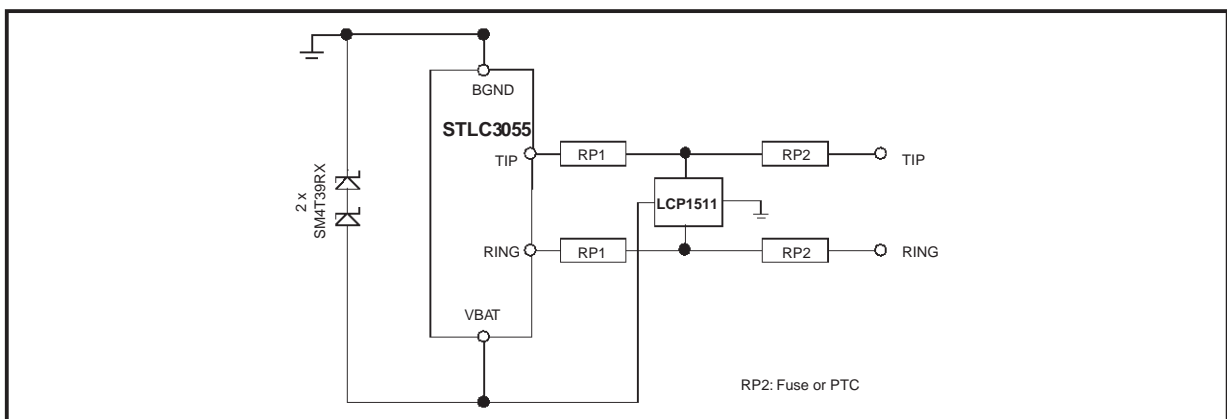 BGND
STLC3055
TIP
RP1
RP2
TIP
2 x
SM4T39RX
LCP1511
RING
RP1
RP2
RING
VBAT
RP2: Fuse or PTC